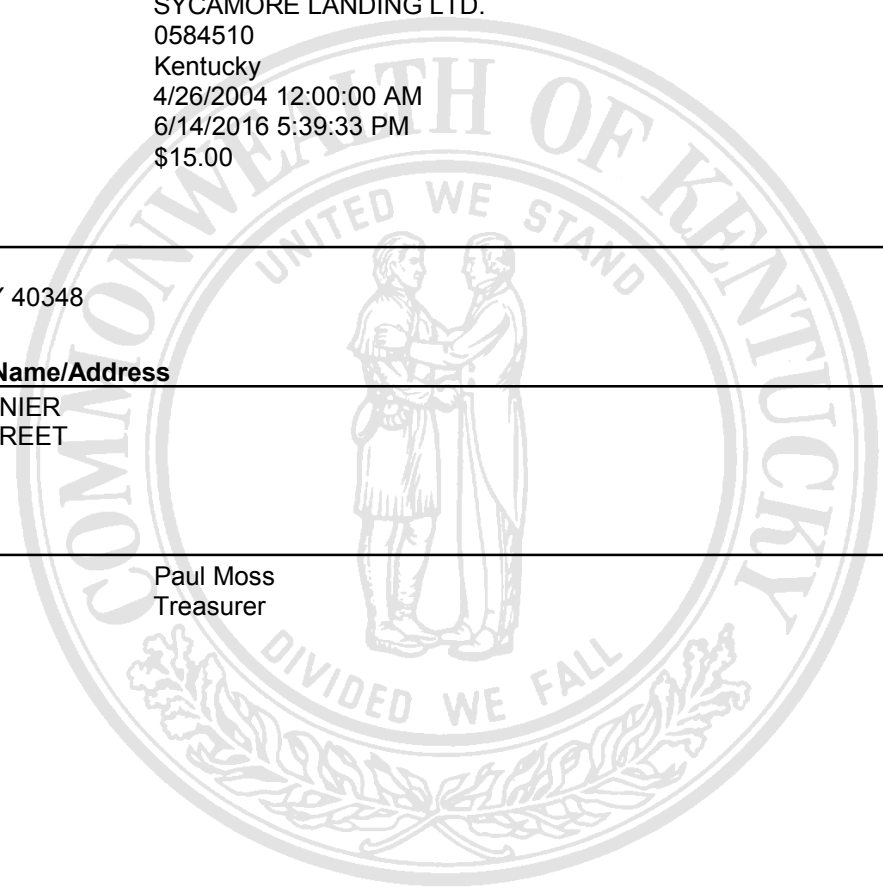 SYCAMORE LANDING LTD.
0584510
Kentucky
4/26/2004 12:00:00 AM
6/14/2016 5:39:33 PM
$15.00
40348
Name/Address
NIER
REET
Paul Moss
Treasurer
COMMONWEALTH OF KENTUCKY
UNITED WE STAND
DIVIDED WE FALL